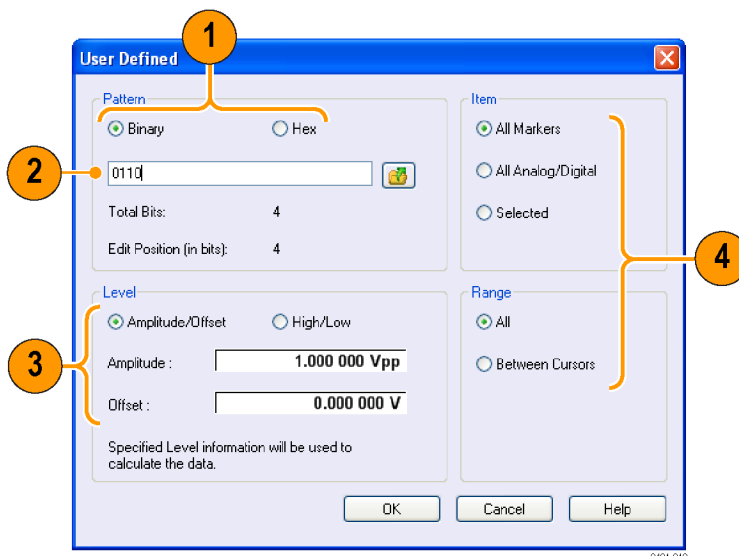 1
User Defined
Pattern
Binary
Hex
2
0110
Total Bits: 4
Edit Position (in bits): 4
Item
All Markers
All Analog/Digital
Selected
4
Level
Amplitude/Offset
High/Low
3
Amplitude : 1.000 000 Vpp
Offset : 0.000 000 V
Specified Level information will be used to
calculate the data.
Range
All
Between Cursors
OK
Cancel
Help